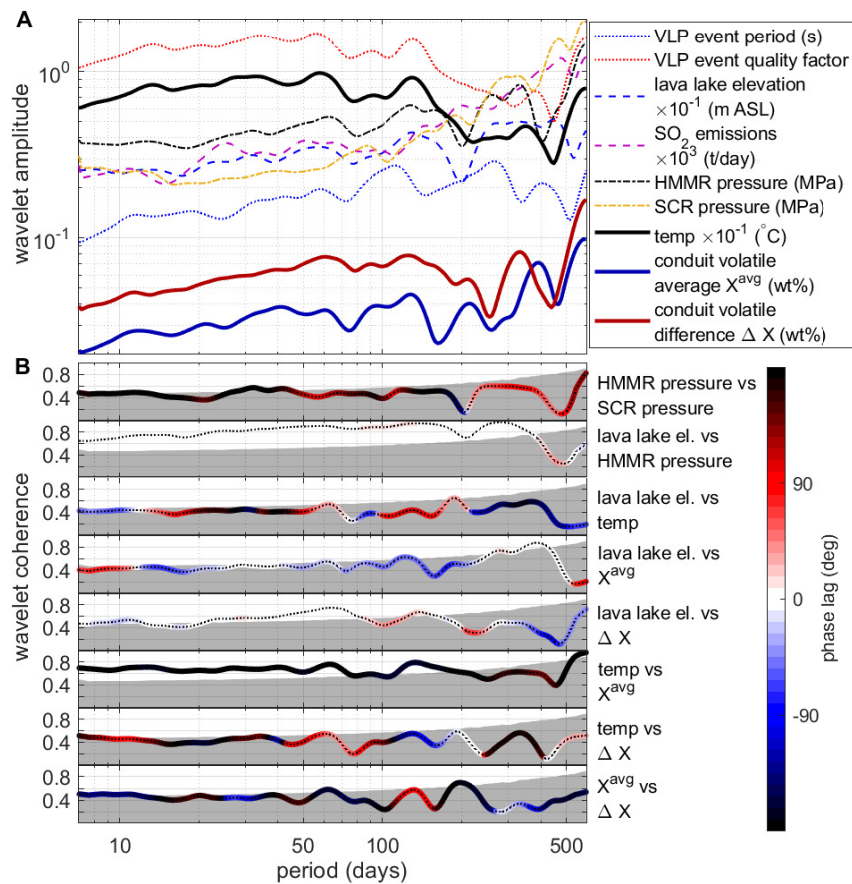 A
wavelet amplitude
10^0
10^-1
VLP event period (s)
VLP event quality factor
lava lake elevation
×10^-1 (m ASL)
SO_2 emissions
×10^3 (t/day)
HMMR pressure (MPa)
SCR pressure (MPa)
temp ×10^-1 (°C)
conduit volatile
average X^avg (wt%)
conduit volatile
difference Δ X (wt%)
B
wavelet coherence
0.8
0.4
HMMR pressure vs
SCR pressure
0.8
0.4
lava lake el. vs
HMMR pressure
0.8
0.4
lava lake el. vs
temp
0.8
0.4
lava lake el. vs
X^avg
0.8
0.4
lava lake el. vs
Δ X
0.8
0.4
temp vs
X^avg
0.8
0.4
temp vs
Δ X
0.8
0.4
X^avg vs
Δ X
10 50 100 500
period (days)
90
0
-90
phase lag (deg)